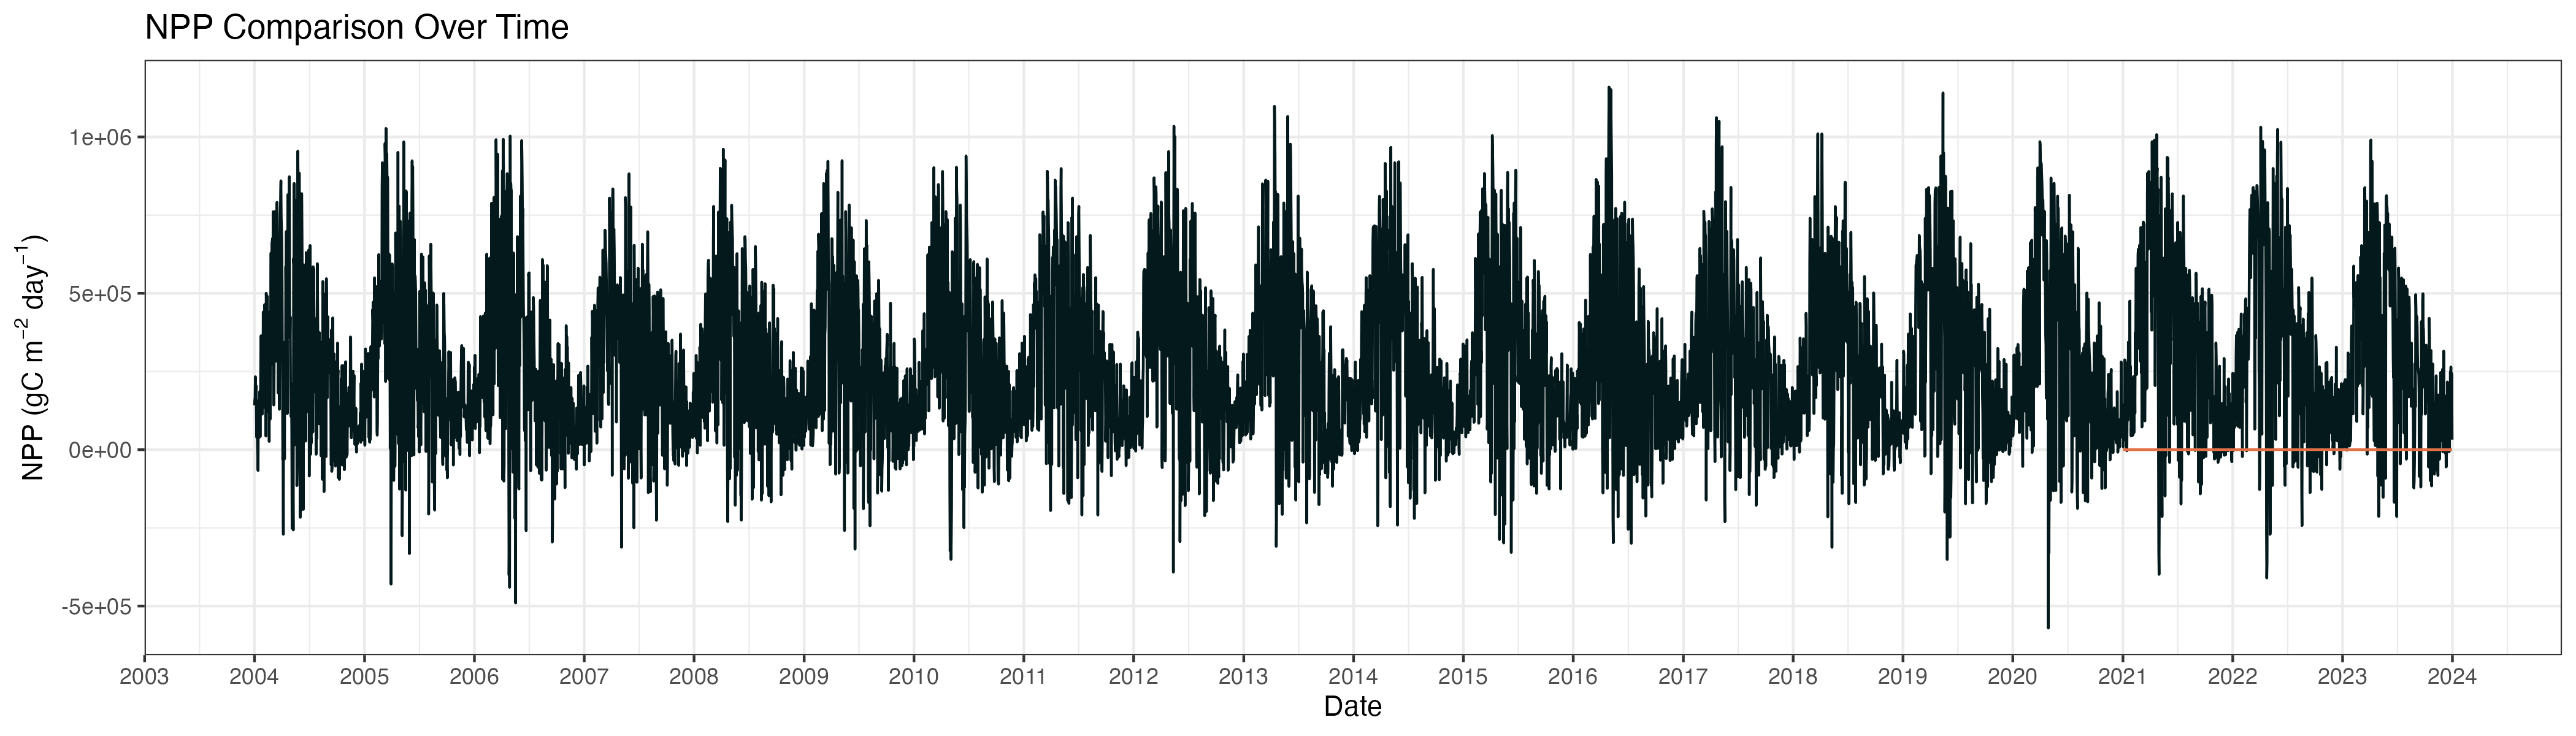 NPP Comparison Over Time
NPP (gC m⁻² day⁻¹)
1e+06
5e+05
0e+00
-5e+05
2003 2004 2005 2006 2007 2008 2009 2010 2011 2012 2013 2014 2015 2016 2017 2018 2019 2020 2021 2022 2023 2024
Date